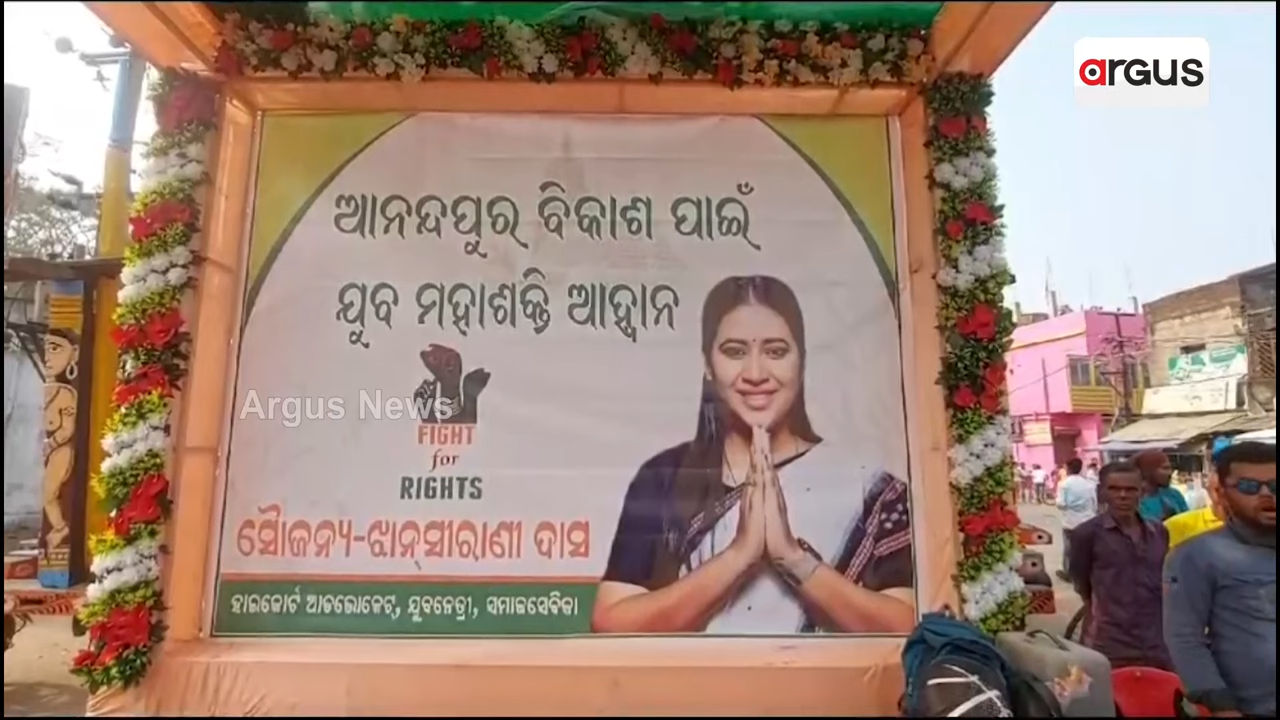 argus
ଆନନ୍ଦପୁର ବିକାଶ ପାଇଁ
ଯୁବ ମହାଶକ୍ତି ଆହ୍ୱାନ
Argus News
FIGHT
for
RIGHTS
ସୌଜନ୍ୟ-ଝାନ୍‌ସୀରାଣୀ ଦାସ
ହାଇକୋର୍ଟ ଆଡଭୋକେଟ୍, ଯୁବନେତ୍ରୀ, ସମାଜସେବିକା